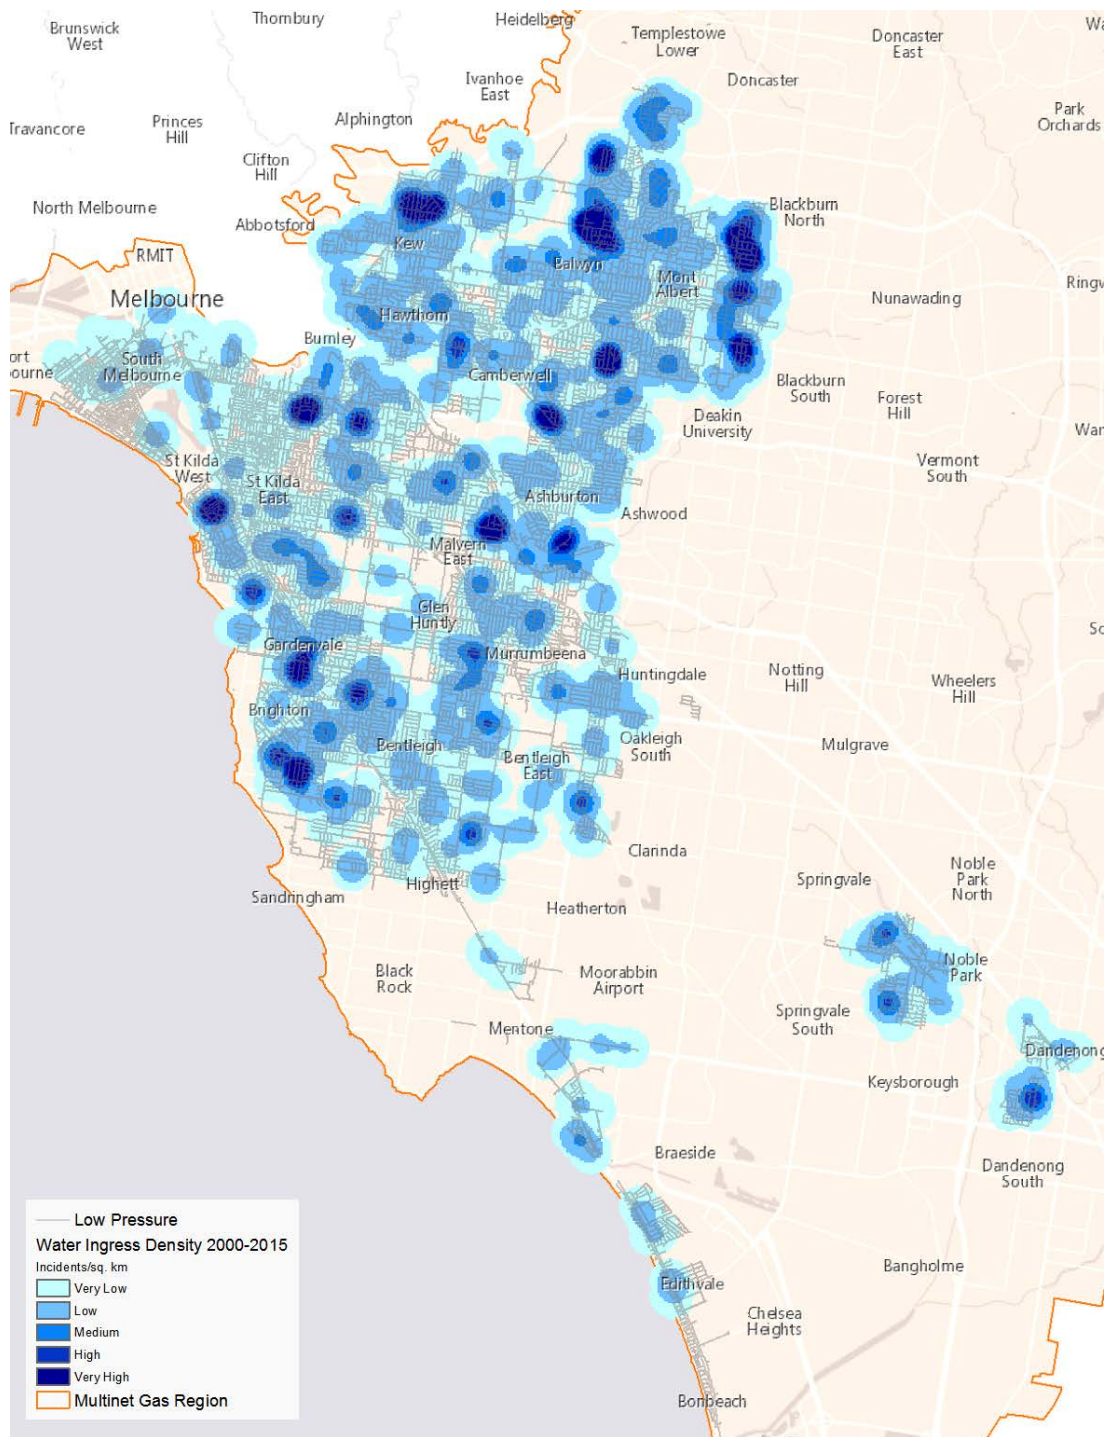 Brunswick
West
Thornbury
Heidelberg
Templestowe
Lower
Doncaster
East
Wa
Doncaster
Ivanhoe
East
Park
Orchards
Travancore
Princes
Hill
Alphington
Clifton
Hill
North Melbourne
Abbotsford
Blackburn
North
Kew
RMIT
Balwyn
Mont
Albert
Ringw
Melbourne
Nunawading
Hawthorn
Burnley
ort
bourne
South
Melbourne
Camberwell
Blackburn
South
Forest
Hill
Deakin
University
War
St Kilda
West
St Kilda
East
Vermont
South
Ashburton
Ashwood
Malvern
East
Glen
Huntly
Sc
Gardenvale
Murrumbeena
Huntingdale
Notting
Hill
Wheelers
Hill
Brighton
Bentleigh
Bentleigh
East
Oakleigh
South
Mulgrave
Clarinda
Noble
Park
North
Springvale
Highett
Sandringham
Heatherton
Black
Rock
Moorabbin
Airport
Noble
Park
Springvale
South
Mentone
Dandenong
Keysborough
Braeside
Dandenong
South
Bangholme
Edithvale
Chelsea
Heights
Bonbeach
Low Pressure
Water Ingress Density 2000-2015
Incidents/sq. km
Very Low
Low
Medium
High
Very High
Multinet Gas Region